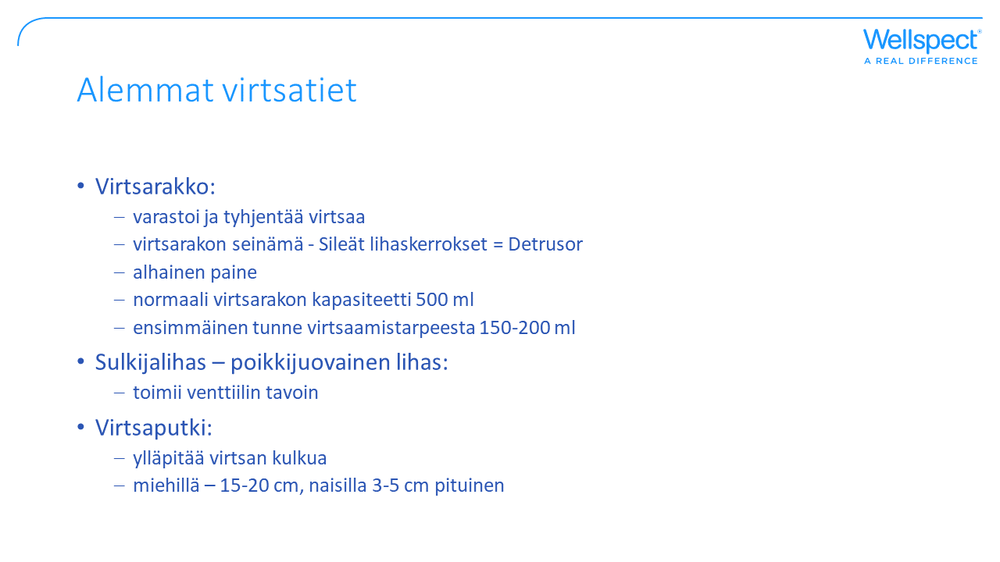 Wellspect®
A REAL DIFFERENCE
Alemmat virtsatiet
• Virtsarakko:
– varastoi ja tyhjentää virtsaa
– virtsarakon seinämä - Sileät lihaskerrokset = Detrusor
– alhainen paine
– normaali virtsarakon kapasiteetti 500 ml
– ensimmäinen tunne virtsaamistarpeesta 150-200 ml
• Sulkijalihas – poikkijuovainen lihas:
– toimii venttiilin tavoin
• Virtsaputki:
– ylläpitää virtsan kulkua
– miehillä – 15-20 cm, naisilla 3-5 cm pituinen